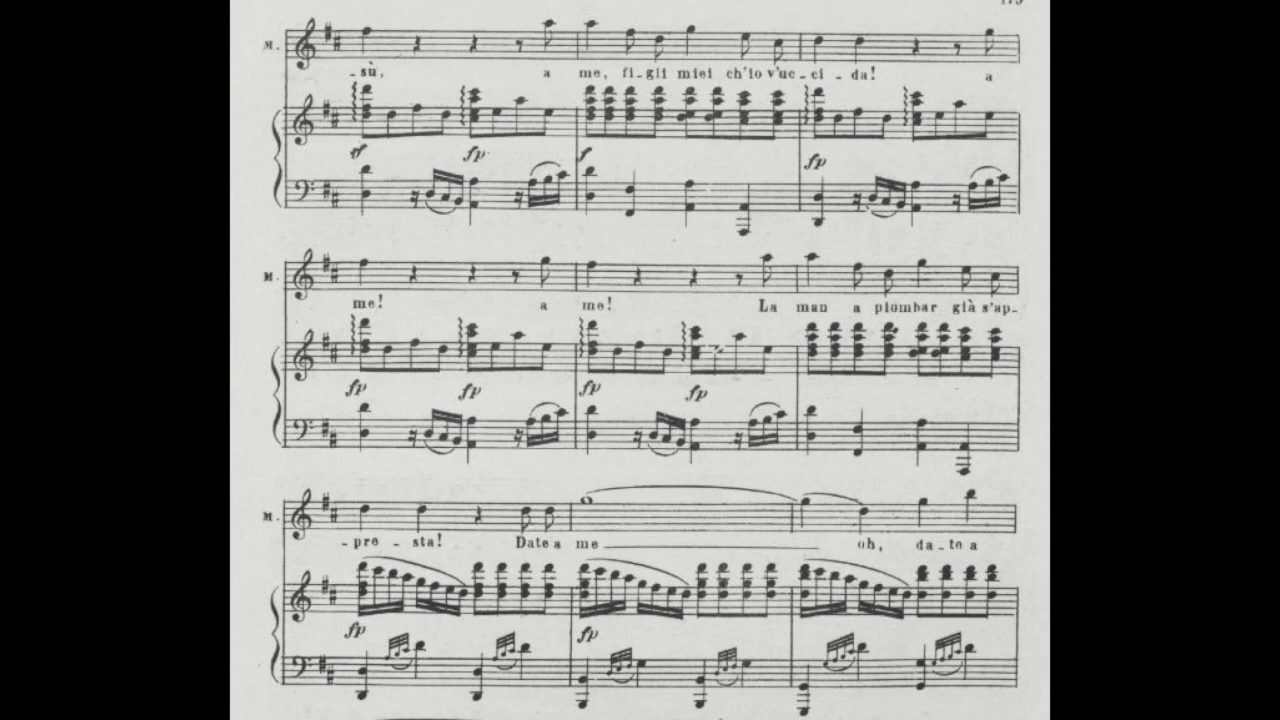 M. -sù, a me, fi-gli miei ch'io v'uc-ci-da! a
sf fp f fp
M. me! a me! La man a piombar già s'ap-
fp fp fp fp
M. -pre-sta! Date a me oh, da-te a
fp fp